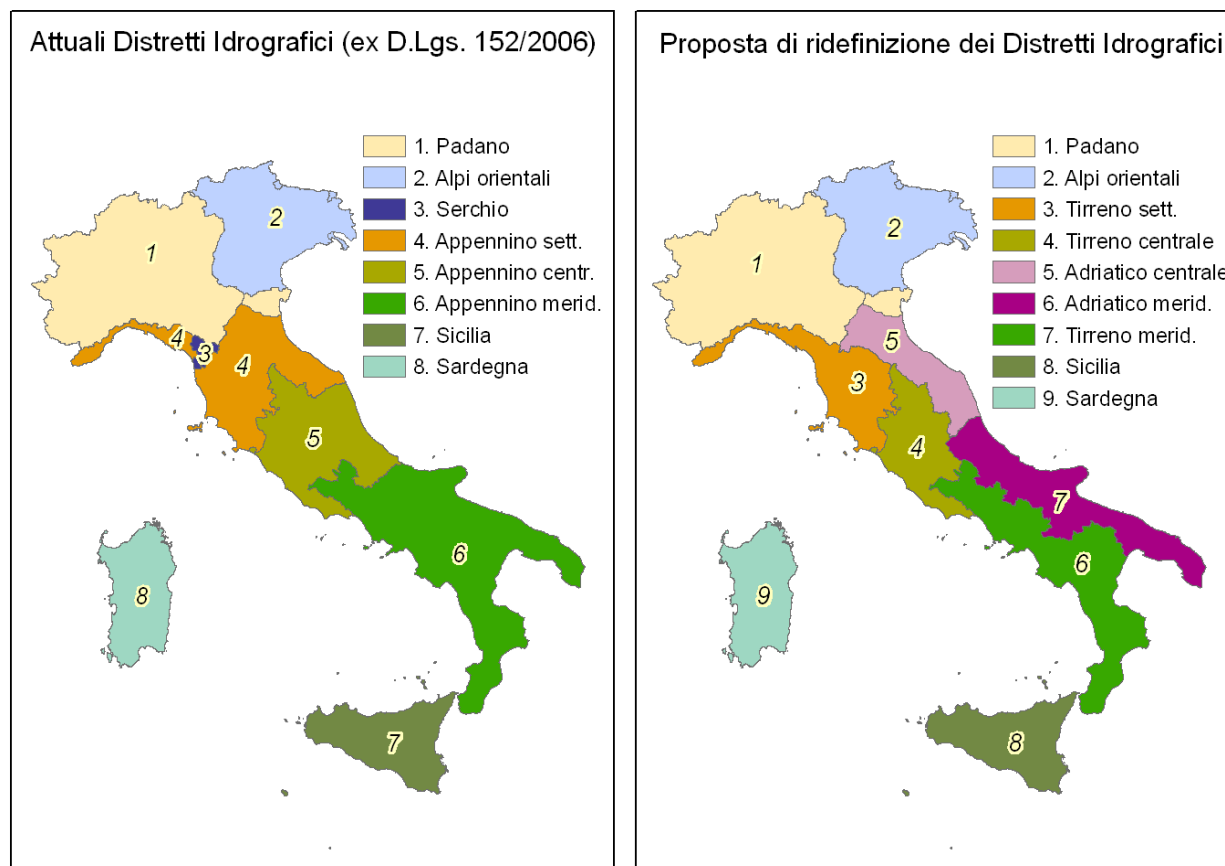 Attuali Distretti Idrografici (ex D.Lgs. 152/2006)
1. Padano
2. Alpi orientali
3. Serchio
4. Appennino sett.
5. Appennino centr.
6. Appennino merid.
7. Sicilia
8. Sardegna
2
1
4
3
4
5
6
8
7
Proposta di ridefinizione dei Distretti Idrografici
1. Padano
2. Alpi orientali
3. Tirreno sett.
4. Tirreno centrale
5. Adriatico centrale
6. Adriatico merid.
7. Tirreno merid.
8. Sicilia
9. Sardegna
2
1
5
3
4
7
6
9
8